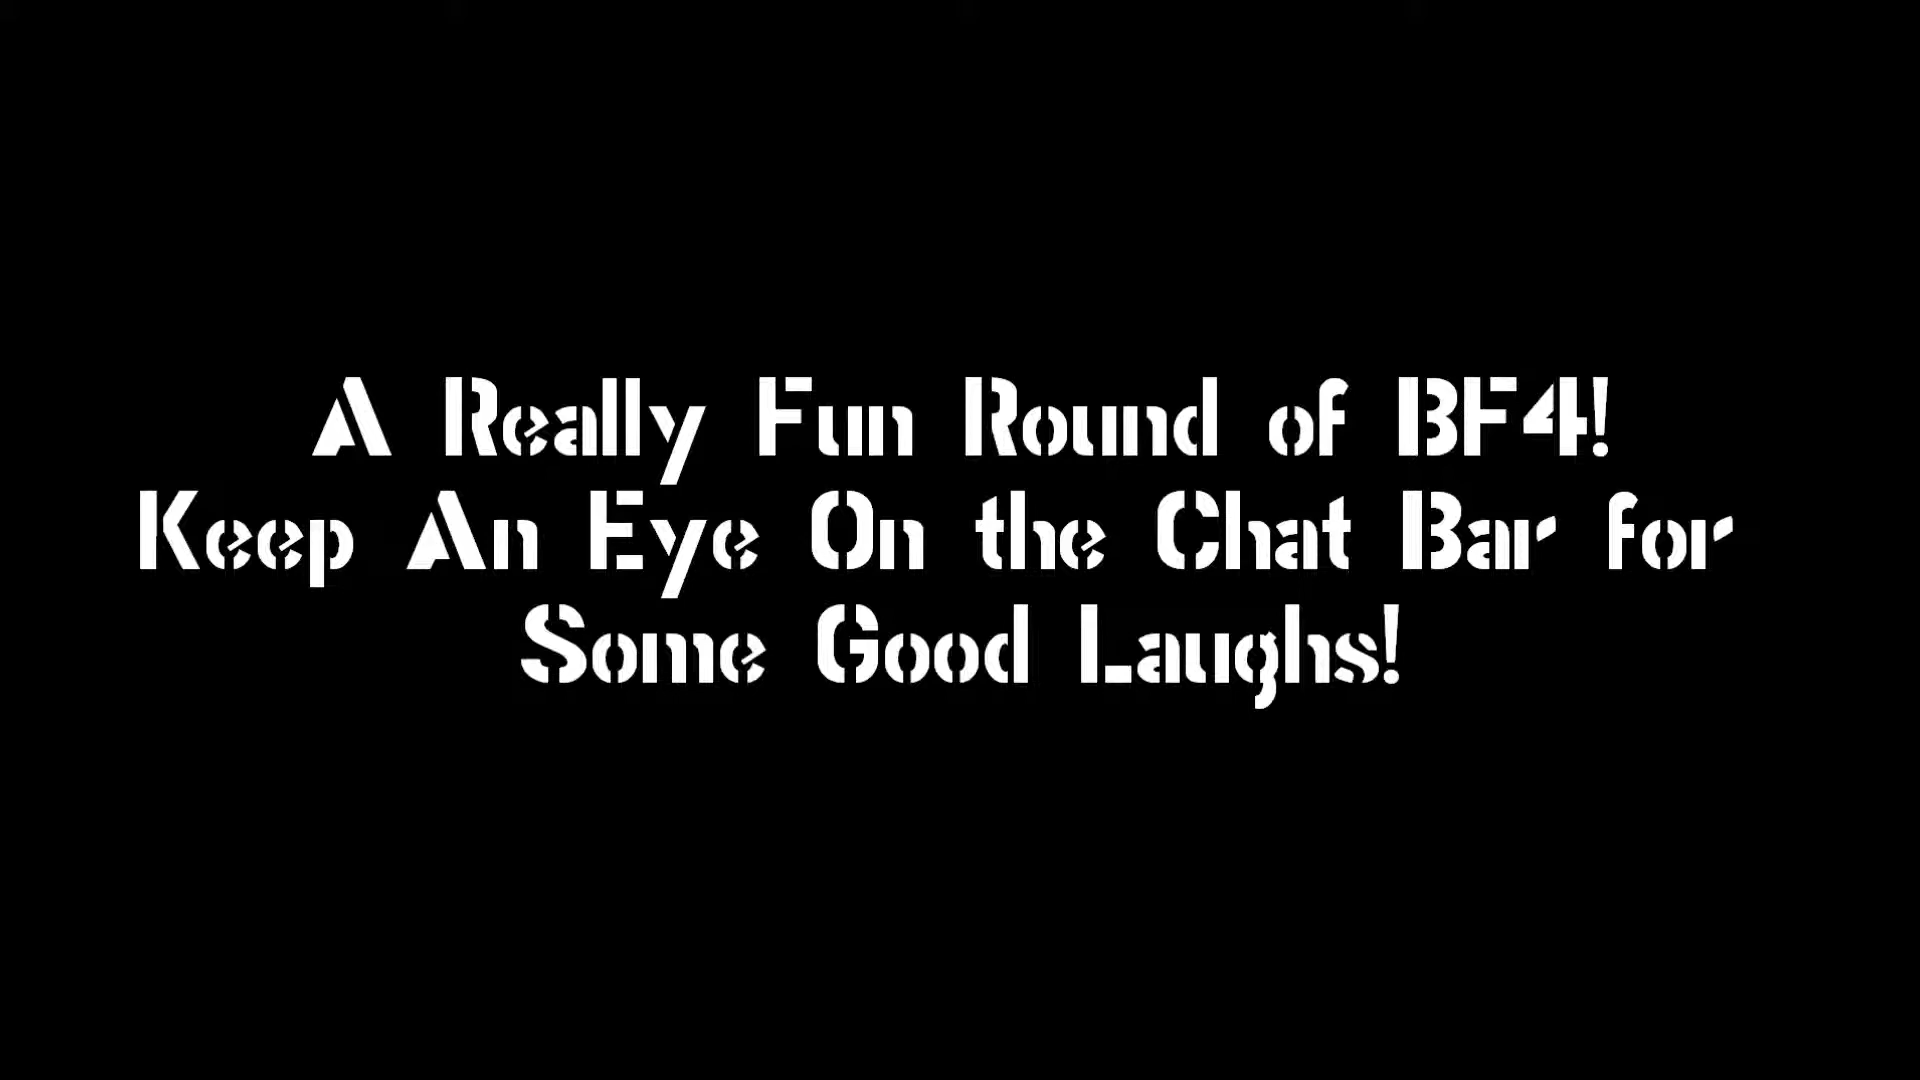 A Really Fun Round of BF4!
Keep An Eye On the Chat Bar for
Some Good Laughs!